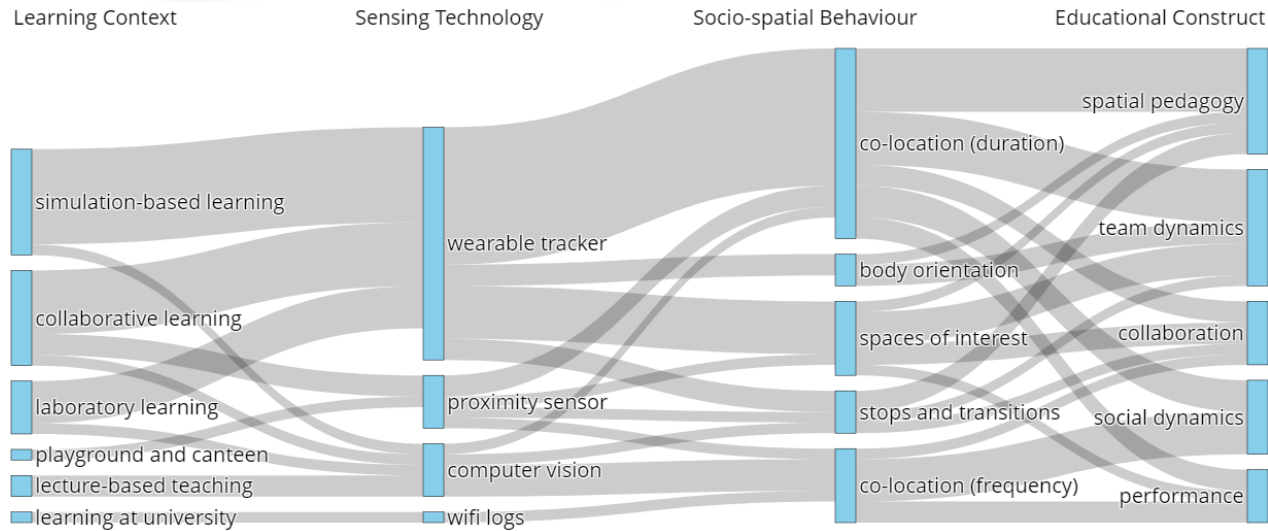 Learning Context
Sensing Technology
Socio-spatial Behaviour
Educational Construct
simulation-based learning
collaborative learning
laboratory learning
playground and canteen
lecture-based teaching
learning at university
wearable tracker
proximity sensor
computer vision
wifi logs
co-location (duration)
body orientation
spaces of interest
stops and transitions
co-location (frequency)
spatial pedagogy
team dynamics
collaboration
social dynamics
performance